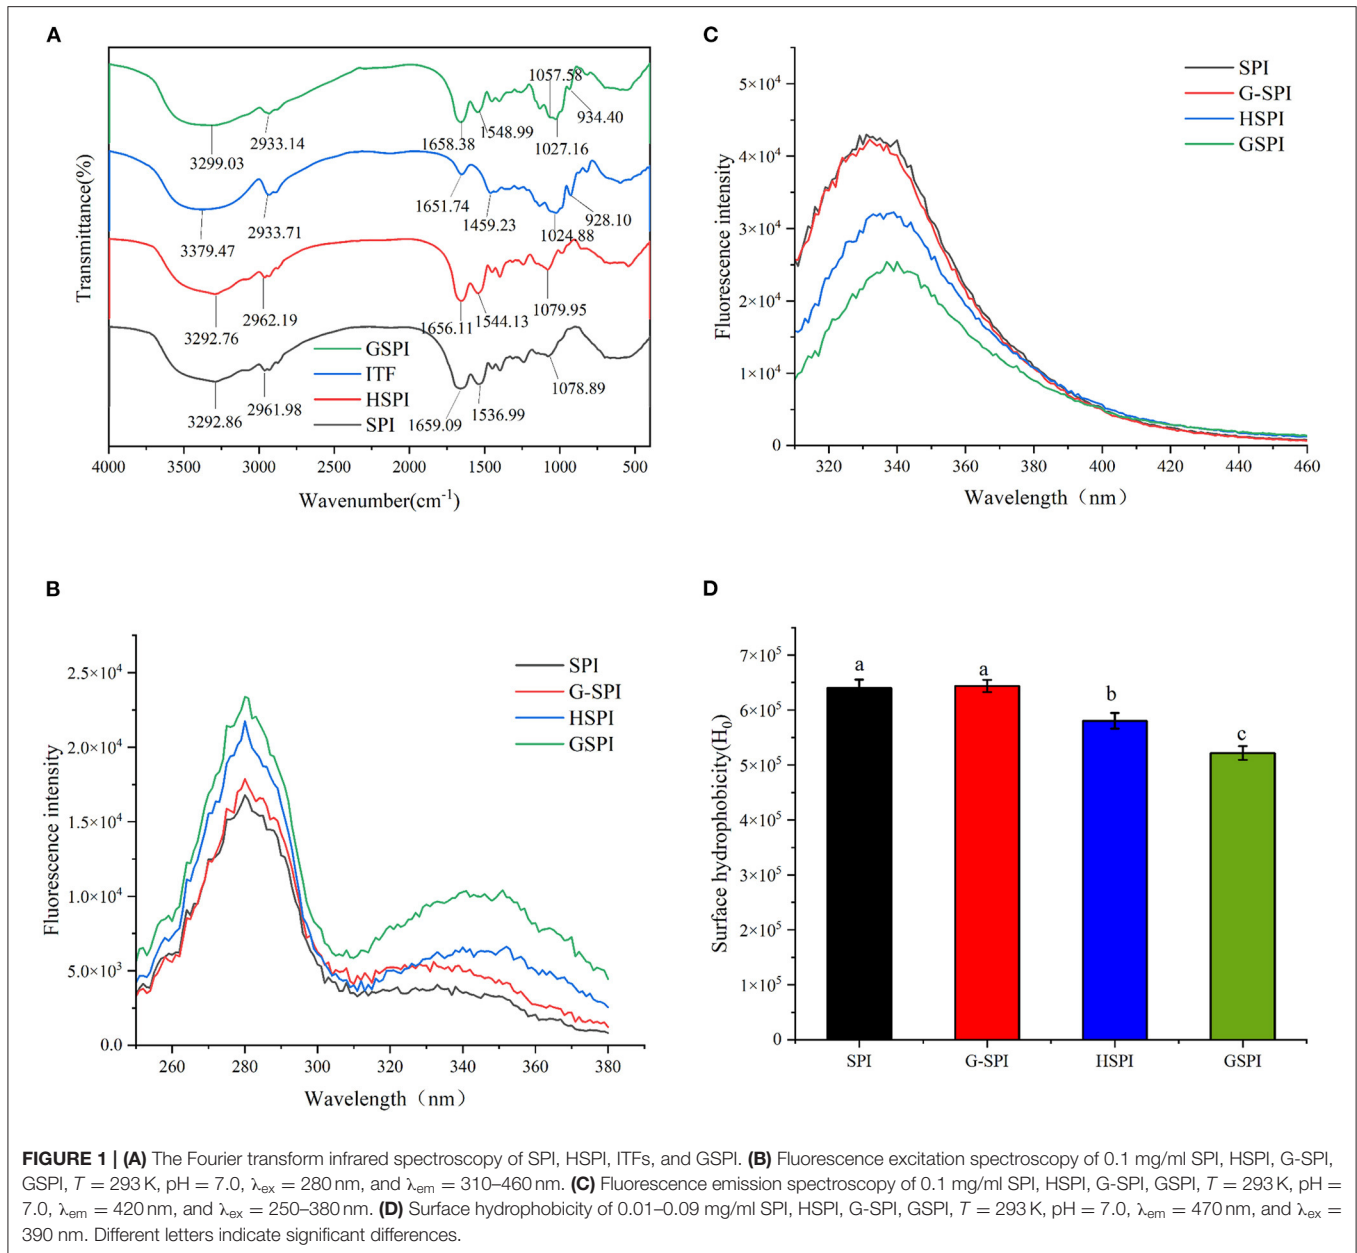 A
Transmittance(%)
3299.03
2933.14
1658.38
1548.99
1057.58
1027.16
934.40
3379.47
2933.71
1651.74
1459.23
1024.88
928.10
3292.76
2962.19
1656.11
1544.13
1079.95
3292.86
2961.98
1659.09
1536.99
1078.89
GSPI
ITF
HSPI
SPI
4000 3500 3000 2500 2000 1500 1000 500
Wavenumber(cm⁻¹)
C
Fluorescence intensity
5×10⁴
4×10⁴
3×10⁴
2×10⁴
1×10⁴
0
SPI
G-SPI
HSPI
GSPI
320 340 360 380 400 420 440 460
Wavelength（nm）
B
Fluorescence intensity
2.5×10⁴
2.0×10⁴
1.5×10⁴
1.0×10⁴
5.0×10³
0.0
SPI
G-SPI
HSPI
GSPI
260 280 300 320 340 360 380
Wavelength（nm）
D
Surface hydrophobicity(H₀)
7×10⁵
6×10⁵
5×10⁵
4×10⁵
3×10⁵
2×10⁵
1×10⁵
0
a
a
b
c
SPI G-SPI HSPI GSPI
FIGURE 1 | (A) The Fourier transform infrared spectroscopy of SPI, HSPI, ITFs, and GSPI. (B) Fluorescence excitation spectroscopy of 0.1 mg/ml SPI, HSPI, G-SPI,
GSPI, T = 293 K, pH = 7.0, λex = 280 nm, and λem = 310–460 nm. (C) Fluorescence emission spectroscopy of 0.1 mg/ml SPI, HSPI, G-SPI, GSPI, T = 293 K, pH =
7.0, λem = 420 nm, and λex = 250–380 nm. (D) Surface hydrophobicity of 0.01–0.09 mg/ml SPI, HSPI, G-SPI, GSPI, T = 293 K, pH = 7.0, λem = 470 nm, and λex =
390 nm. Different letters indicate significant differences.